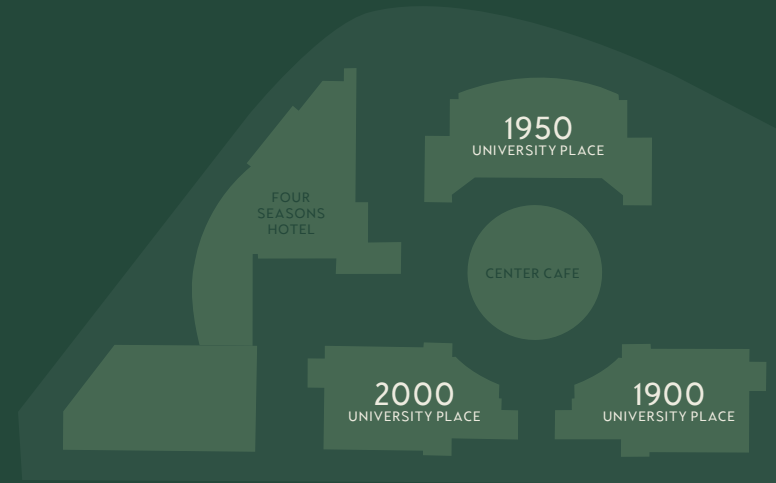 1950
UNIVERSITY PLACE
FOUR
SEASONS
HOTEL
CENTER CAFE
2000
UNIVERSITY PLACE
1900
UNIVERSITY PLACE